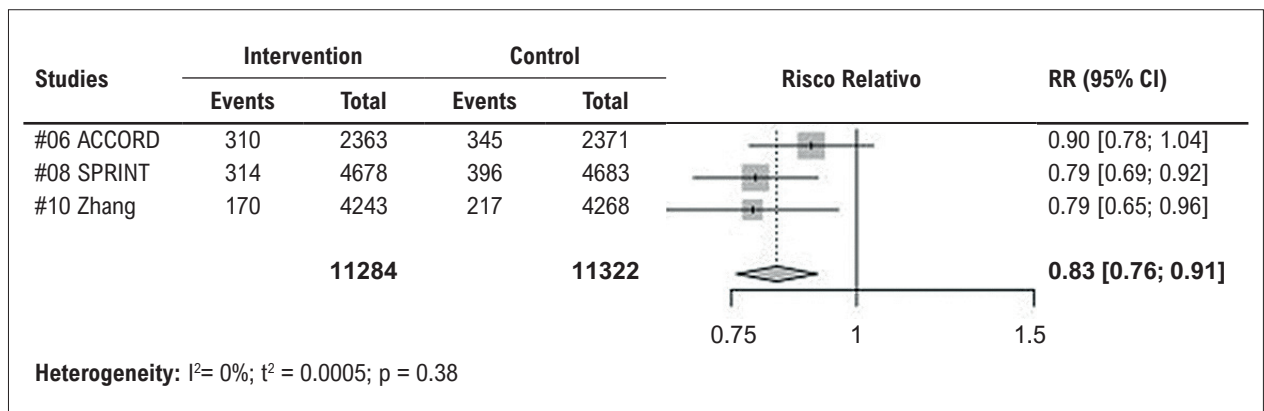 Studies Intervention Control Risco Relativo RR (95% CI)
Events Total Events Total
#06 ACCORD 310 2363 345 2371 0.90 [0.78; 1.04]
#08 SPRINT 314 4678 396 4683 0.79 [0.69; 0.92]
#10 Zhang 170 4243 217 4268 0.79 [0.65; 0.96]
11284 11322 0.83 [0.76; 0.91]
0.75 1 1.5
Heterogeneity: I²= 0%; t² = 0.0005; p = 0.38